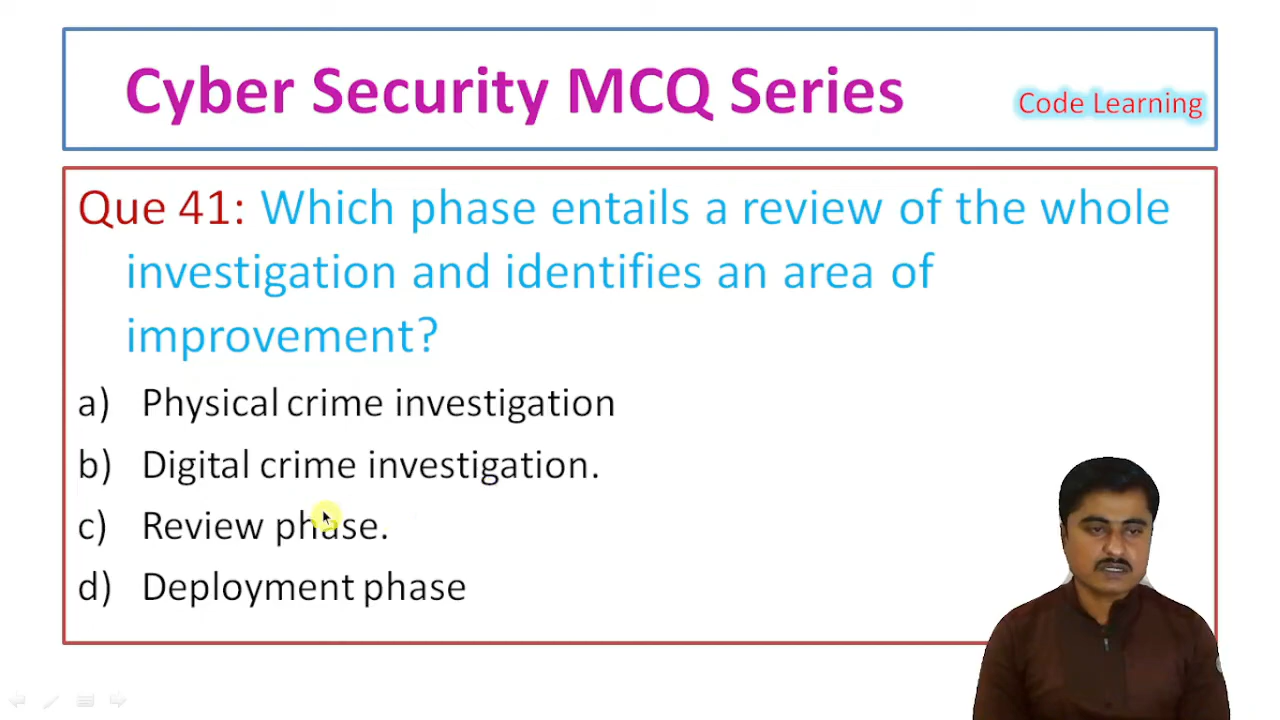 Cyber Security MCQ Series
Code Learning
Que 41: Which phase entails a review of the whole
investigation and identifies an area of
improvement?
a) Physical crime investigation
b) Digital crime investigation.
c) Review phase.
d) Deployment phase